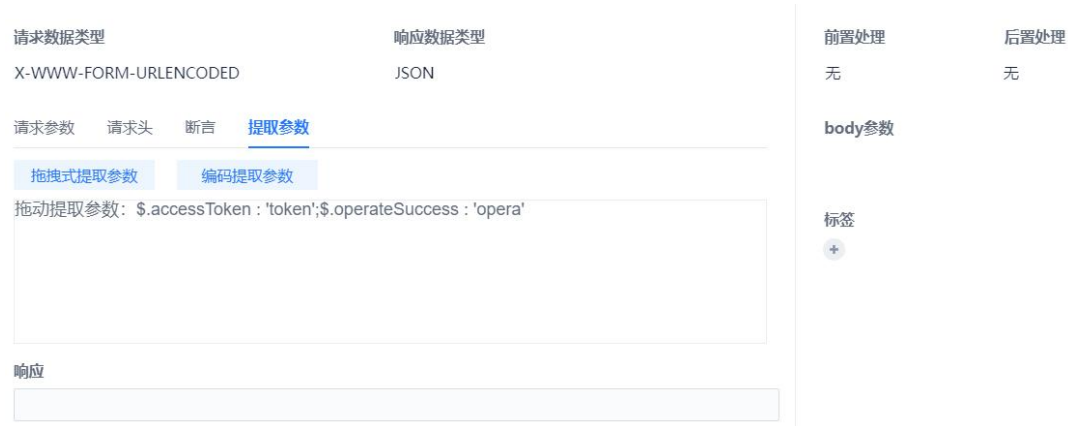 请求数据类型
响应数据类型
X-WWW-FORM-URLENCODED
JSON
请求参数 请求头 断言 提取参数
拖拽式提取参数 编码提取参数
拖动提取参数：$.accessToken : 'token';$.operateSuccess : 'opera'
响应
前置处理
后置处理
无
无
body参数
标签
+